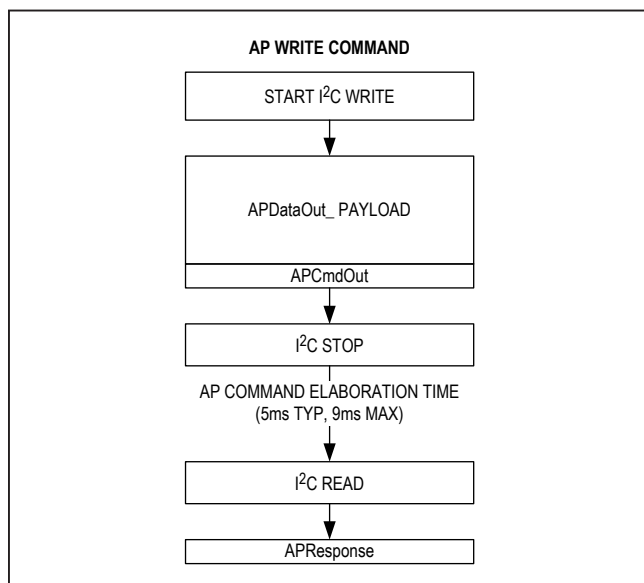 AP WRITE COMMAND
START I²C WRITE
APDataOut_ PAYLOAD
APCmdOut
I²C STOP
AP COMMAND ELABORATION TIME
(5ms TYP, 9ms MAX)
I²C READ
APResponse